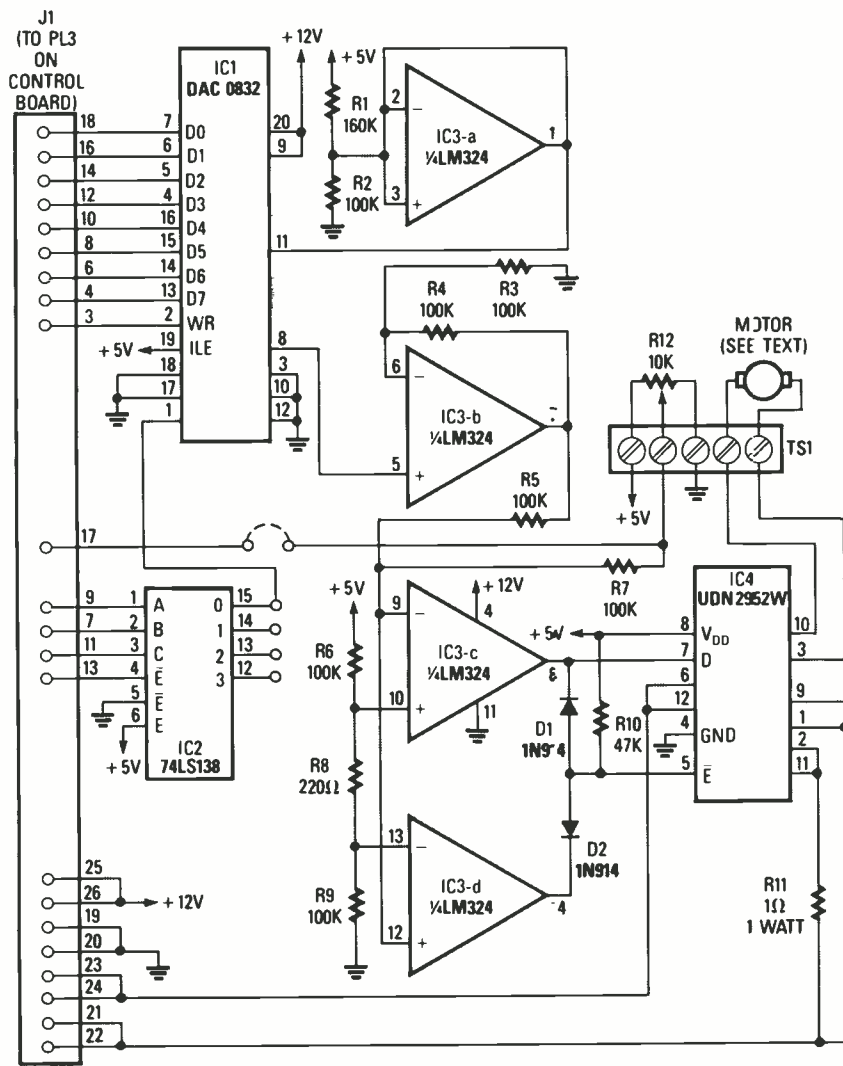 J1
(TO PL3
ON
CONTROL
BOARD)
18
16
14
12
10
8
6
4
3
17
9
7
11
13
25
26
+ 12V
19
20
23
24
21
22
IC1
DAC 0832
7 D0
6 D1
5 D2
4 D3
16 D4
15 D5
14 D6
13 D7
2 WR
+ 5V 19 ILE
18
17
1
20
9
11
8
3
10
12
+ 12V
+ 5V
R1
160K
R2
100K
2 −
3 +
IC3-a
¼LM324
1
R4
100K
R3
100K
6 −
5 +
IC3-b
¼LM324
R5
100K
R12
10K
MOTOR
(SEE TEXT)
TS1
+ 5V
R7
100K
1 A
2 B
3 C
4 E̅
5 E̅
6 E
+ 5V
0 15
1 14
2 13
3 12
IC2
74LS138
+5V
R6
100K
R8
220Ω
R9
100K
9 −
10 +
IC3-c
¼LM324
+ 12V
4
11
+ 5V
D1
R10
47K
D2
1N914
13 −
12 +
IC3-d
¼LM324
IC4
UDN 2952W
8 VDD
7 D
6
12
4 GND
5 E̅
10
3
9
1
2
11
R11
1Ω
1 WATT